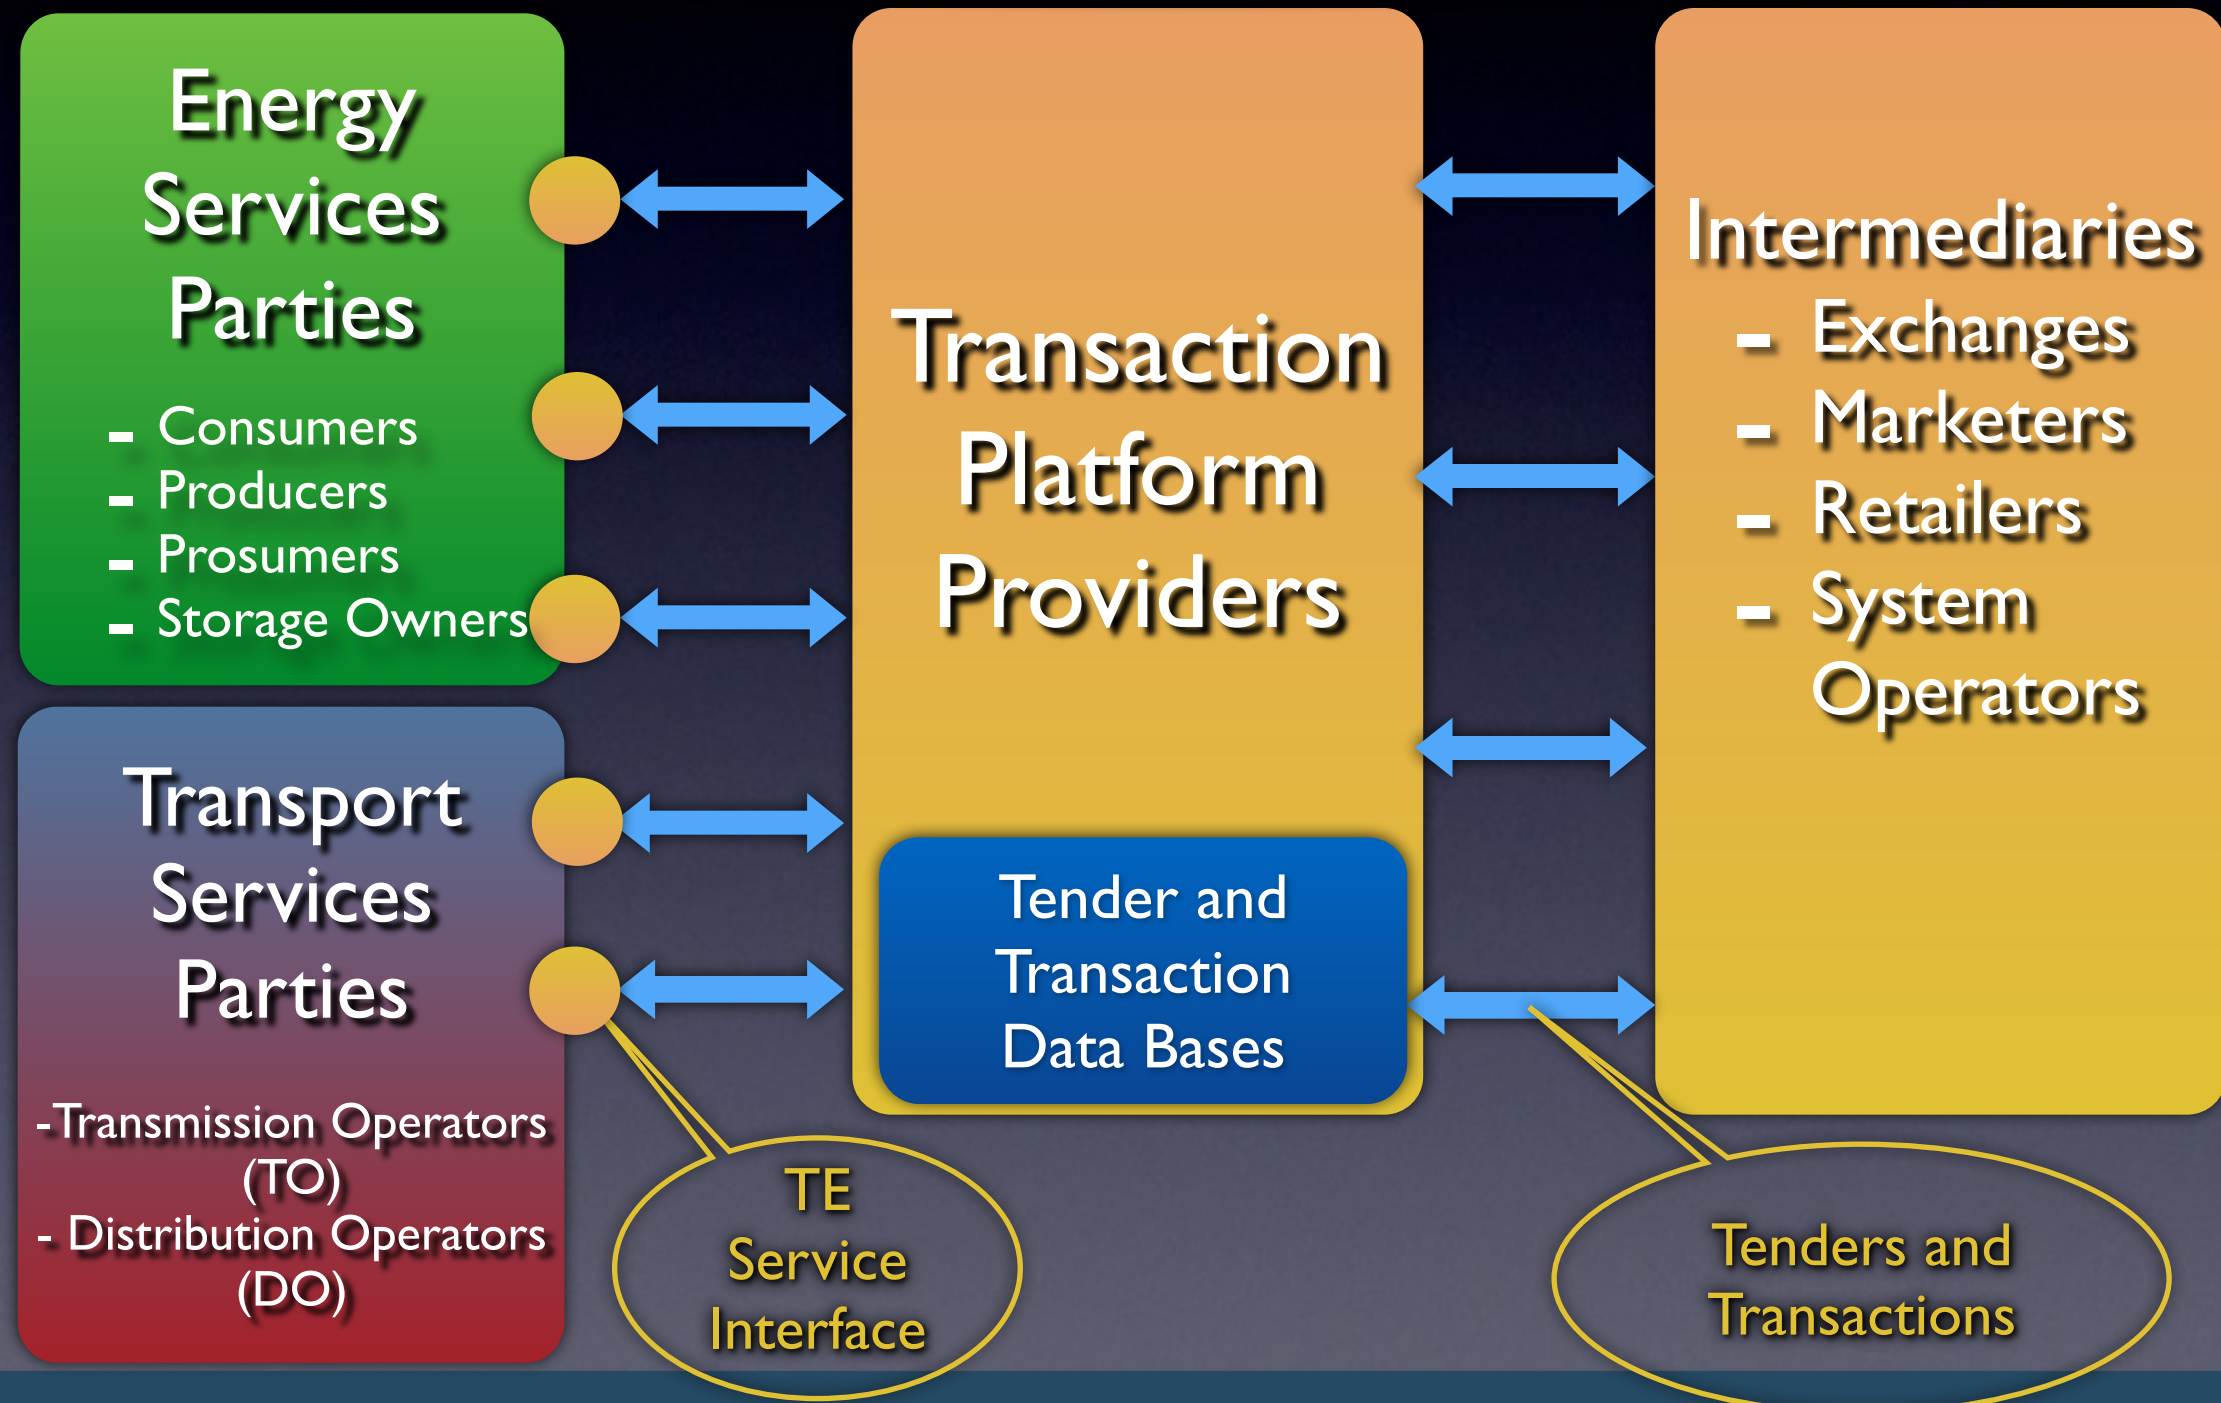 Energy
Services
Parties
- Consumers
- Producers
- Prosumers
- Storage Owners
Transport
Services
Parties
-Transmission Operators
(TO)
- Distribution Operators
(DO)
Transaction
Platform
Providers
Tender and
Transaction
Data Bases
Intermediaries
- Exchanges
- Marketers
- Retailers
- System
Operators
TE
Service
Interface
Tenders and
Transactions